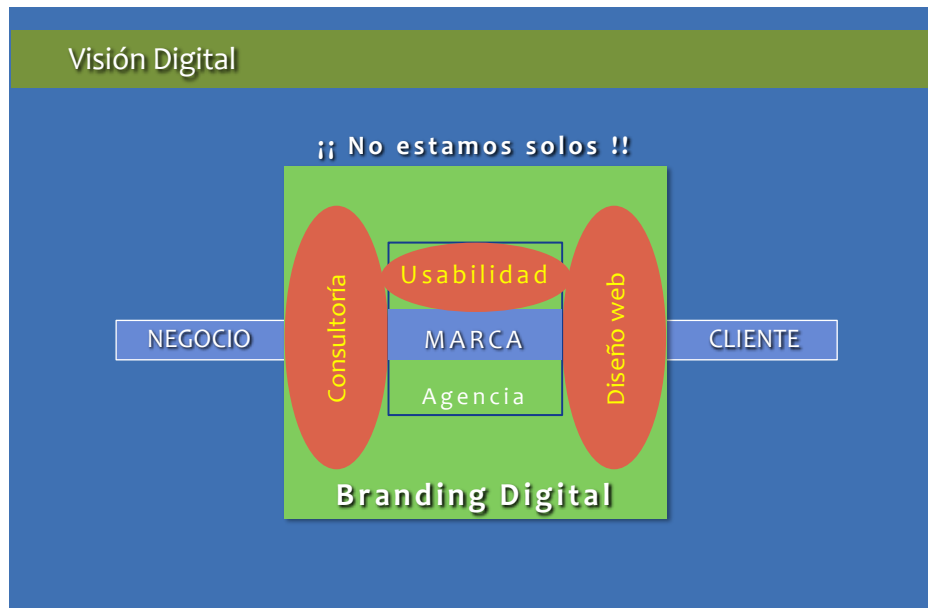 Visión Digital
¡¡ No estamos solos !!
Usabilidad
Consultoría
Diseño web
NEGOCIO
MARCA
CLIENTE
Agencia
Branding Digital